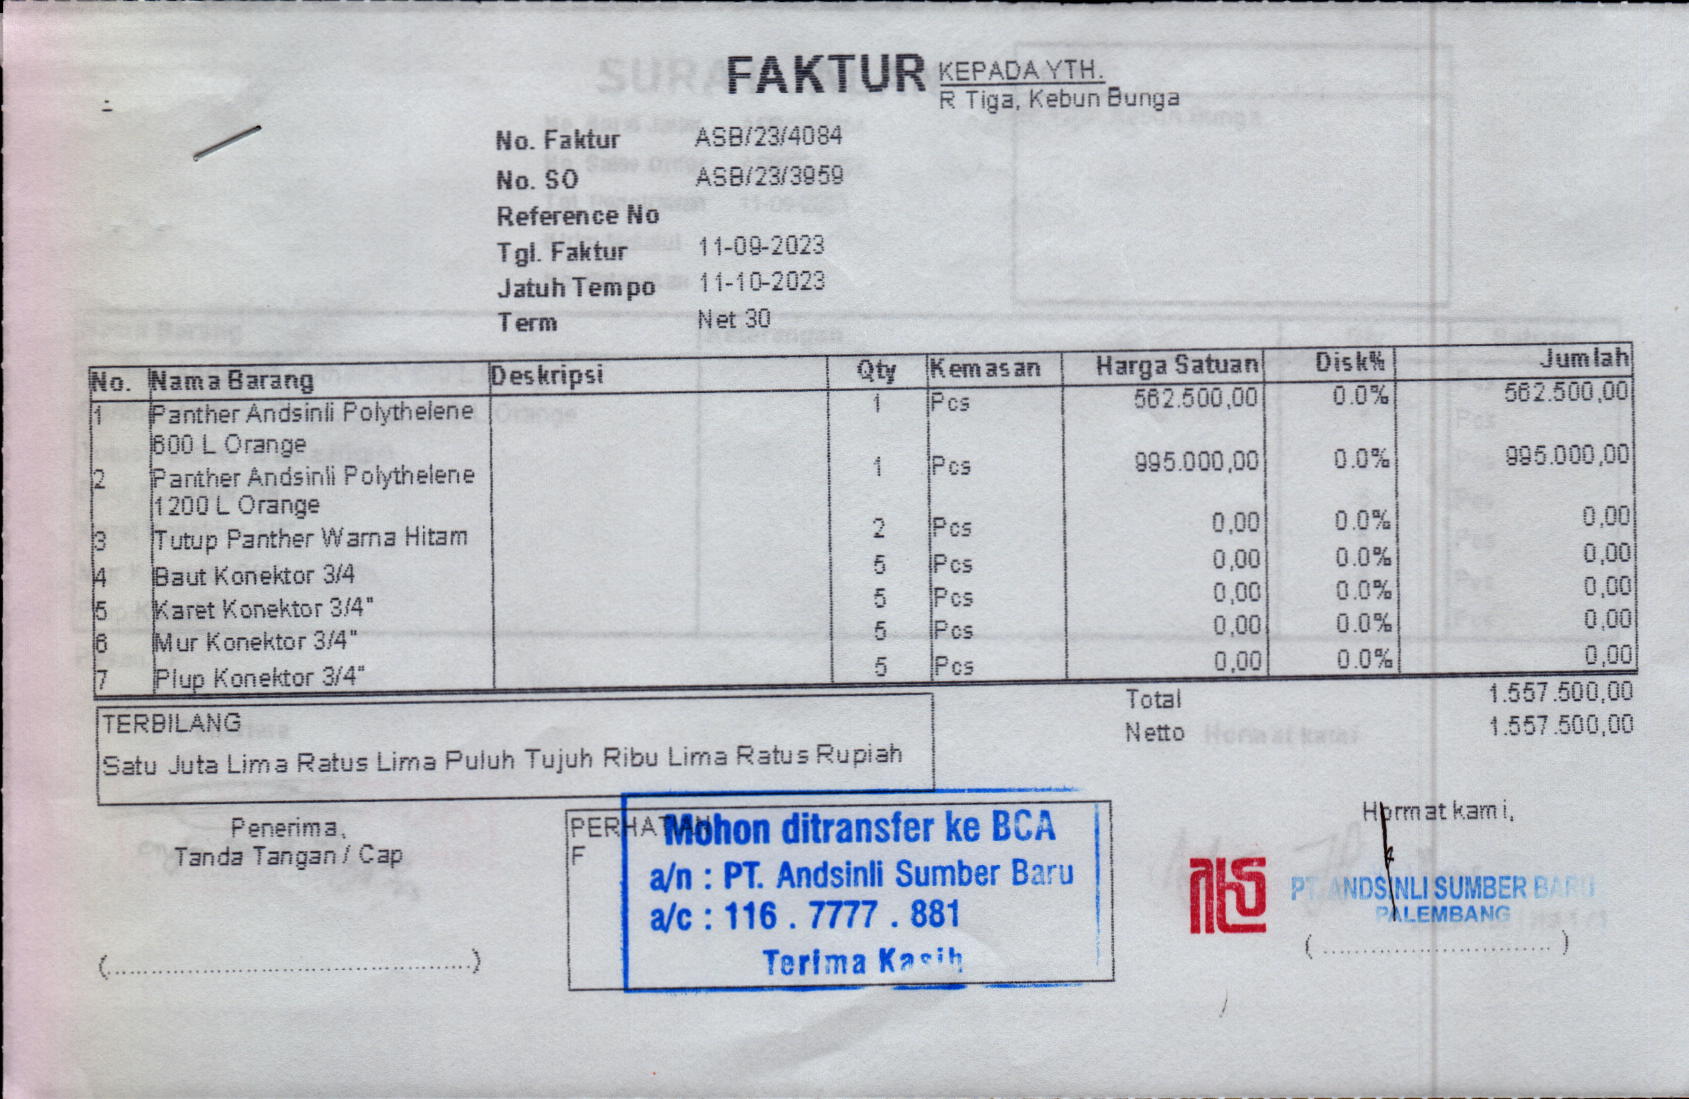 FAKTUR
KEPADA YTH.
R Tiga, Kebun Bunga
No. Faktur ASB/23/4084
No. SO ASB/23/3959
Reference No
Tgl. Faktur 11-09-2023
Jatuh Tempo 11-10-2023
Term Net 30
No. Nama Barang Deskripsi Qty Kemasan Harga Satuan Disk% Jumlah
1 Panther Andsinli Polythelene 1 Pcs 562.500,00 0.0% 562.500,00
600 L Orange
2 Panther Andsinli Polythelene 1 Pcs 995.000,00 0.0% 995.000,00
1200 L Orange
3 Tutup Panther Warna Hitam 2 Pcs 0,00 0.0% 0,00
4 Baut Konektor 3/4 5 Pcs 0,00 0.0% 0,00
5 Karet Konektor 3/4" 5 Pcs 0,00 0.0% 0,00
6 Mur Konektor 3/4" 5 Pcs 0,00 0.0% 0,00
7 Plup Konektor 3/4" 5 Pcs 0,00 0.0% 0,00
Total 1.557.500,00
Netto 1.557.500,00
TERBILANG
Satu Juta Lima Ratus Lima Puluh Tujuh Ribu Lima Ratus Rupiah
Penerima,
Tanda Tangan / Cap
(............................................)
PERHATIAN
F
Mohon ditransfer ke BCA
a/n : PT. Andsinli Sumber Baru
a/c : 116 . 7777 . 881
Terima Kasih
Hormat kami,
PT. ANDSINLI SUMBER BARU
PALEMBANG
( ............................ )